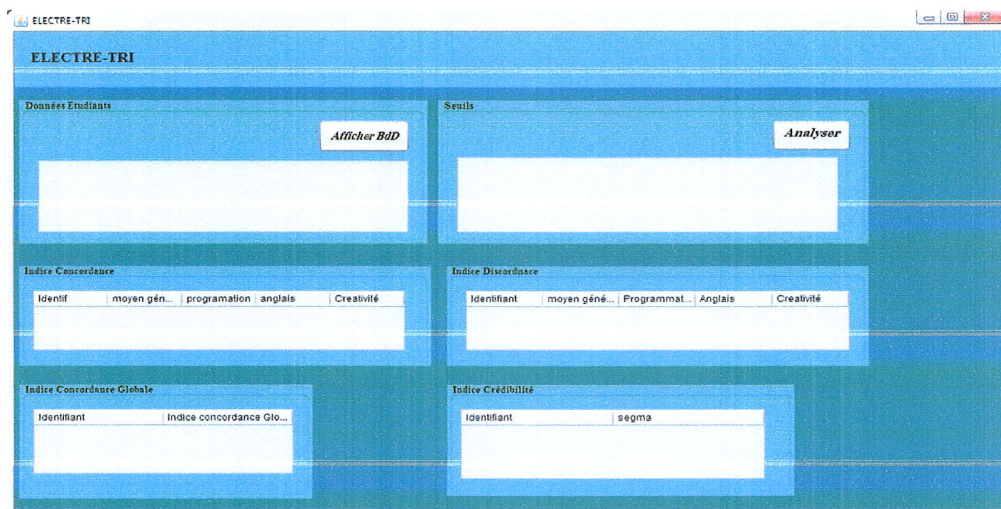 ELECTRE-TRI
ELECTRE-TRI
Données Etudiants
Afficher BdD
Seuils
Analyser
Indice Concordance
Identif moyen gén... programation anglais Creativité
Indice Discordnace
Identifiant moyen géné... Programmat... Anglais Creativité
Indice Concordance Globale
Identifiant Indice concordance Glo...
Indice Crédibilité
Identifiant segma